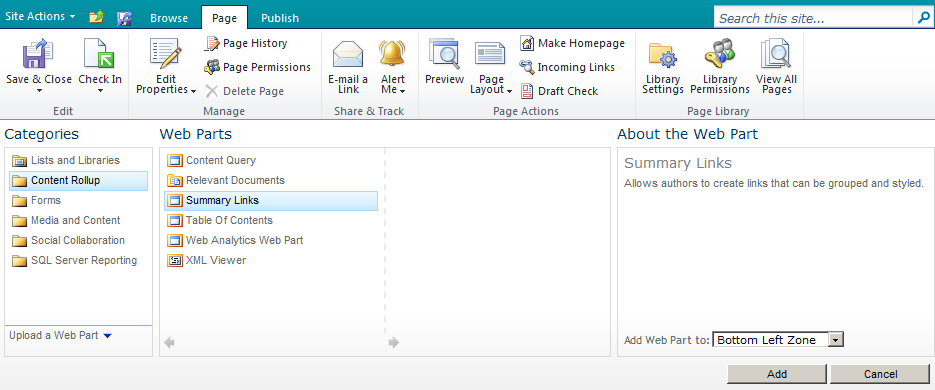 Site Actions Browse Page Publish Search this site...
Save & Close
Check In
Edit
Properties
Page History
Page Permissions
Delete Page
E-mail a
Link
Alert
Me
Preview
Page
Layout
Make Homepage
Incoming Links
Draft Check
Library
Settings
Library
Permissions
View All
Pages
Edit Manage Share & Track Page Actions Page Library
Categories
Lists and Libraries
Content Rollup
Forms
Media and Content
Social Collaboration
SQL Server Reporting
Upload a Web Part
Web Parts
Content Query
Relevant Documents
Summary Links
Table Of Contents
Web Analytics Web Part
XML Viewer
About the Web Part
Summary Links
Allows authors to create links that can be grouped and styled.
Add Web Part to: Bottom Left Zone
Add Cancel